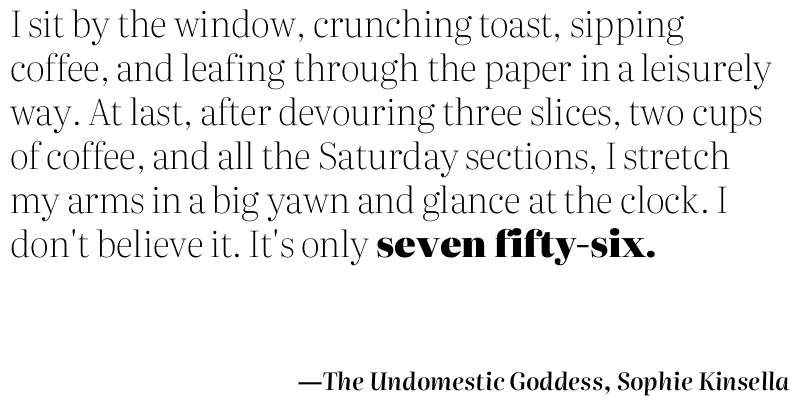 I sit by the window, crunching toast, sipping
coffee, and leafing through the paper in a leisurely
way. At last, after devouring three slices, two cups
of coffee, and all the Saturday sections, I stretch
my arms in a big yawn and glance at the clock. I
don't believe it. It's only seven fifty-six.
—The Undomestic Goddess, Sophie Kinsella